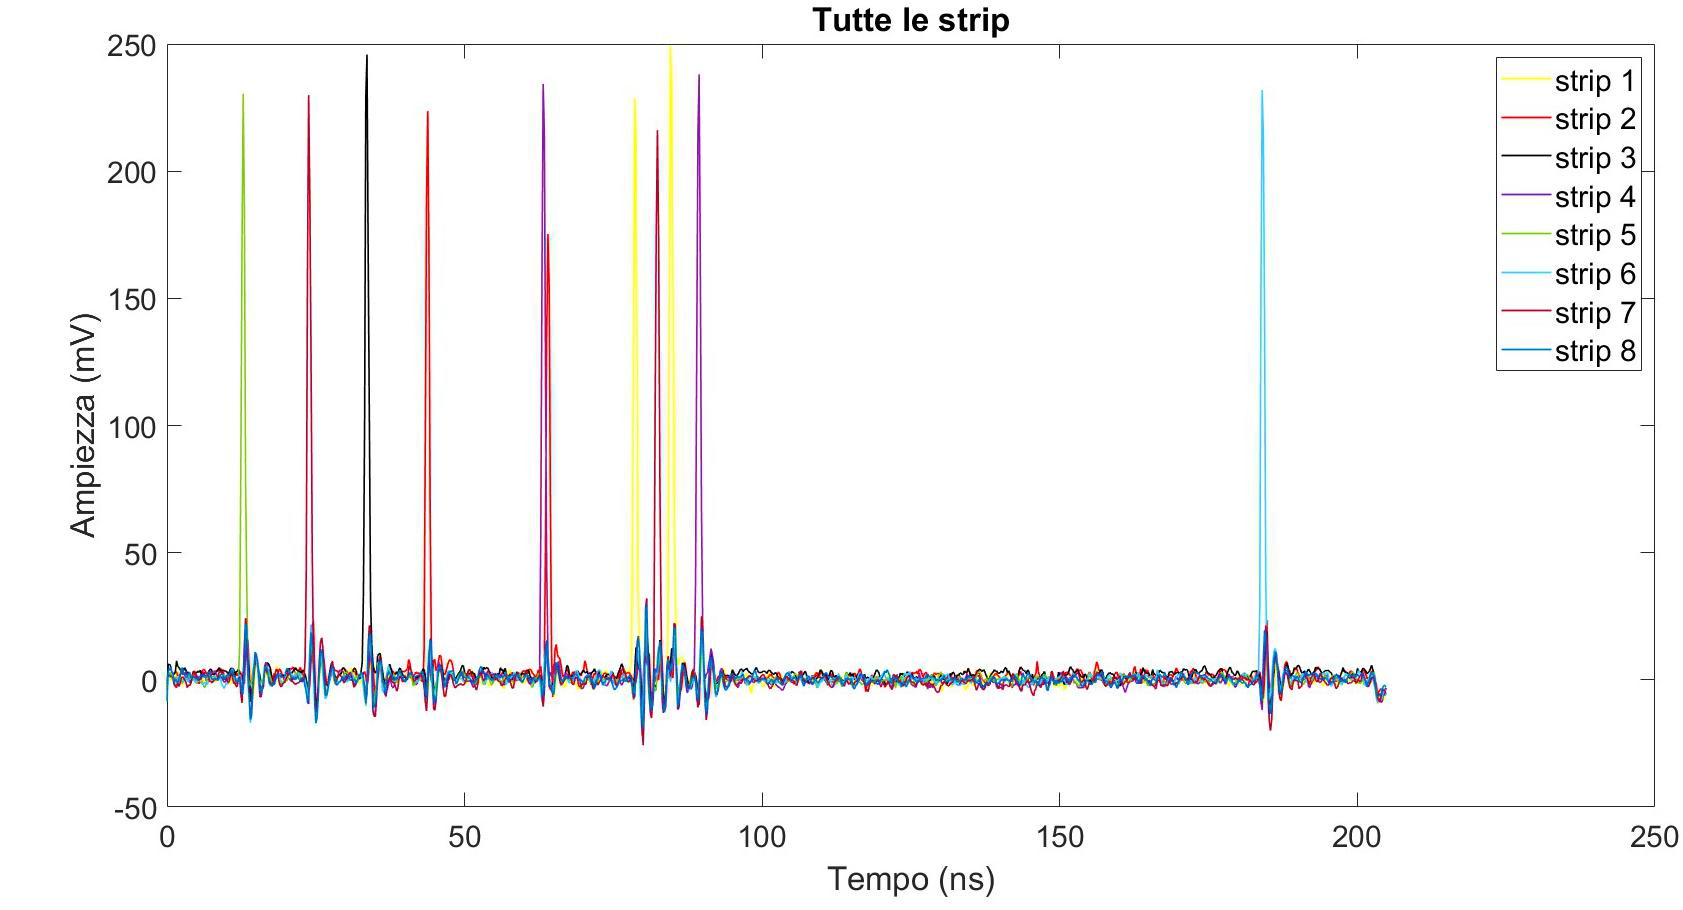 Tutte le strip
250
200
150
100
50
0
-50
Ampiezza (mV)
strip 1
strip 2
strip 3
strip 4
strip 5
strip 6
strip 7
strip 8
0 50 100 150 200 250
Tempo (ns)